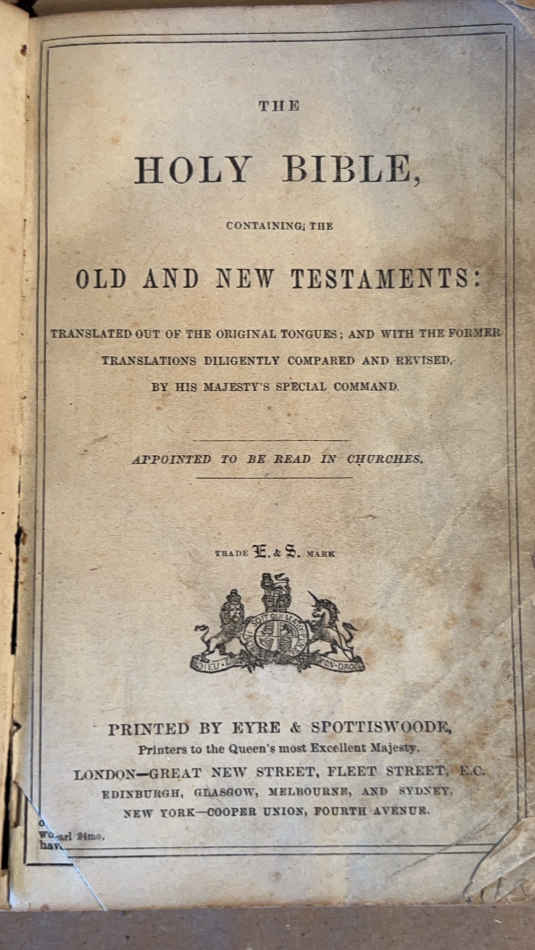 THE
HOLY BIBLE,
CONTAINING THE
OLD AND NEW TESTAMENTS:
TRANSLATED OUT OF THE ORIGINAL TONGUES; AND WITH THE FORMER
TRANSLATIONS DILIGENTLY COMPARED AND REVISED,
BY HIS MAJESTY'S SPECIAL COMMAND.
APPOINTED TO BE READ IN CHURCHES.
TRADE E. & S. MARK
PRINTED BY EYRE & SPOTTISWOODE,
Printers to the Queen's most Excellent Majesty.
LONDON—GREAT NEW STREET, FLEET STREET, E.C.
EDINBURGH, GLASGOW, MELBOURNE, AND SYDNEY.
NEW YORK—COOPER UNION, FOURTH AVENUE.
24mo.